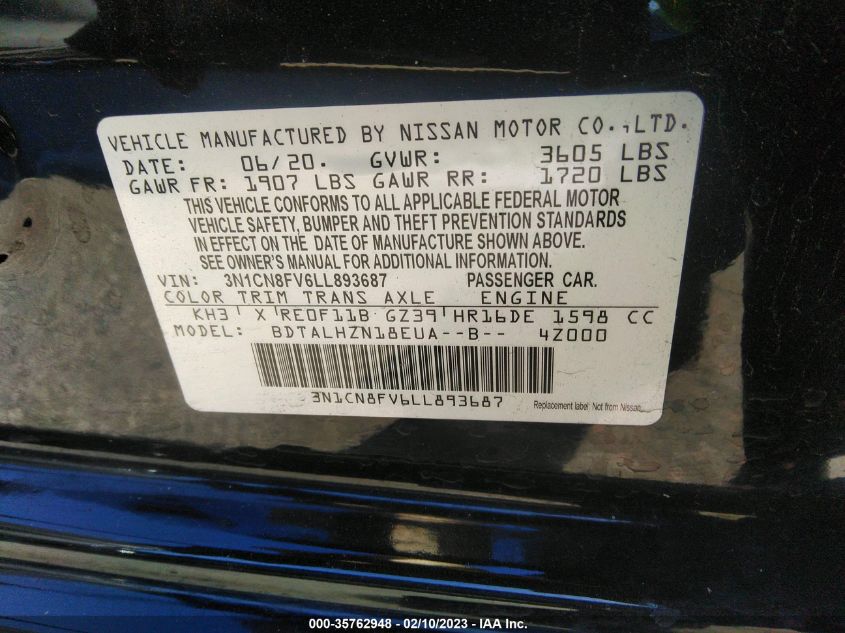 VEHICLE MANUFACTURED BY NISSAN MOTOR CO.,LTD.
DATE: 06/20. GVWR: 3605 LBS
GAWR FR: 1907 LBS GAWR RR: 1720 LBS
THIS VEHICLE CONFORMS TO ALL APPLICABLE FEDERAL MOTOR
VEHICLE SAFETY, BUMPER AND THEFT PREVENTION STANDARDS
IN EFFECT ON THE DATE OF MANUFACTURE SHOWN ABOVE.
SEE OWNER'S MANUAL FOR ADDITIONAL INFORMATION.
VIN: 3N1CN8FV6LL893687 PASSENGER CAR.
COLOR TRIM TRANS AXLE ENGINE
KH3 X RE0F11B GZ39 HR16DE 1598 CC
MODEL: BDTALHZN18EUA--B-- 4Z000
3N1CN8FV6LL893687
Replacement label: Not from Nissan.
000-35762948 - 02/10/2023 - © IAA Inc.